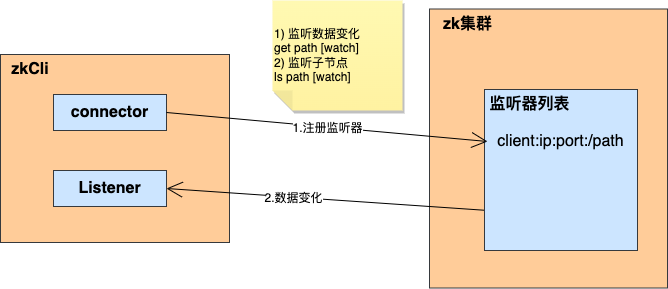 1) 监听数据变化
get path [watch]
2) 监听子节点
ls path [watch]
zkCli
connector
Listener
1.注册监听器
2.数据变化
zk集群
监听器列表
client:ip:port:/path